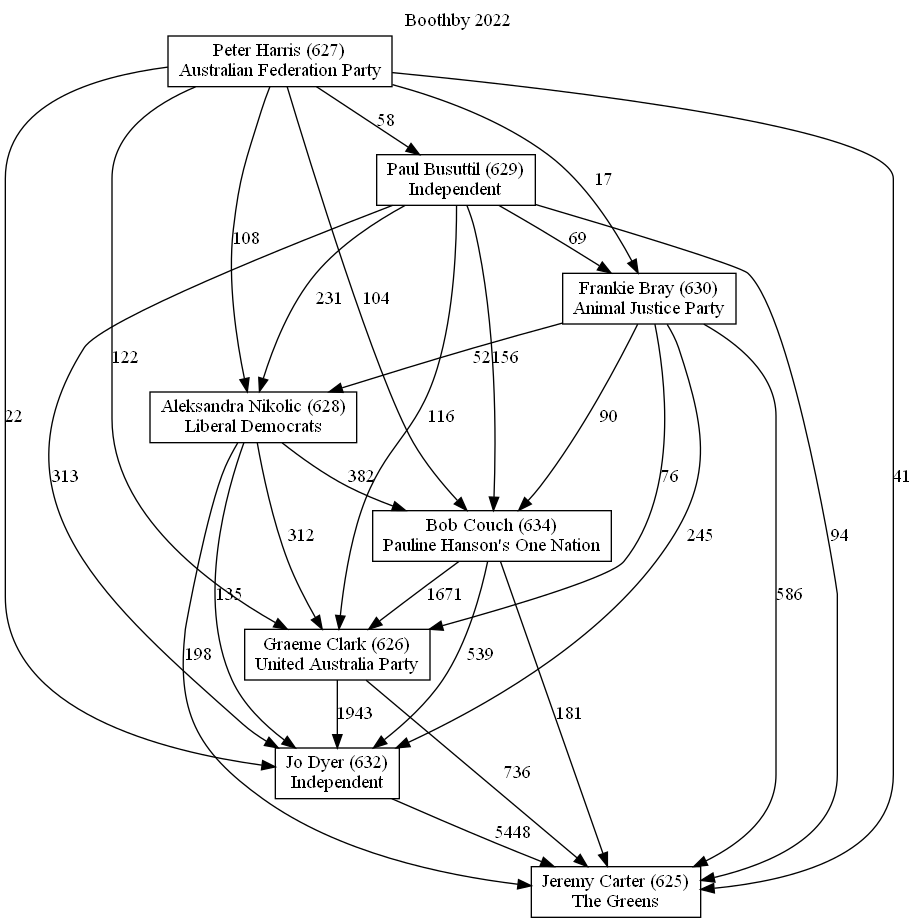 Boothby 2022
Peter Harris (627)
Australian Federation Party
58
Paul Busuttil (629)
Independent
17
108
69
Frankie Bray (630)
Animal Justice Party
231
104
122
52
156
Aleksandra Nikolic (628)
Liberal Democrats
22
116
90
313
382
76
41
Bob Couch (634)
Pauline Hanson's One Nation
312
245
94
135
1671
586
Graeme Clark (626)
United Australia Party
198
539
1943
181
Jo Dyer (632)
Independent
736
5448
Jeremy Carter (625)
The Greens